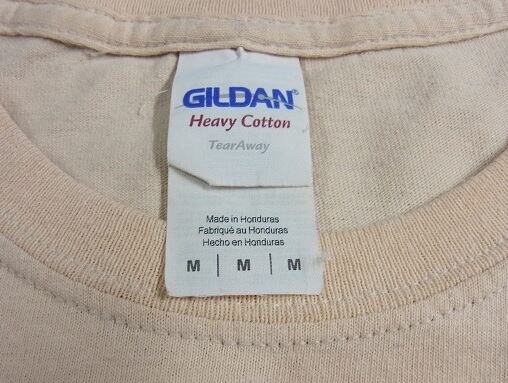 GILDAN®
Heavy Cotton
TearAway
Made in Honduras
Fabriqué au Honduras
Hecho en Honduras
M | M | M